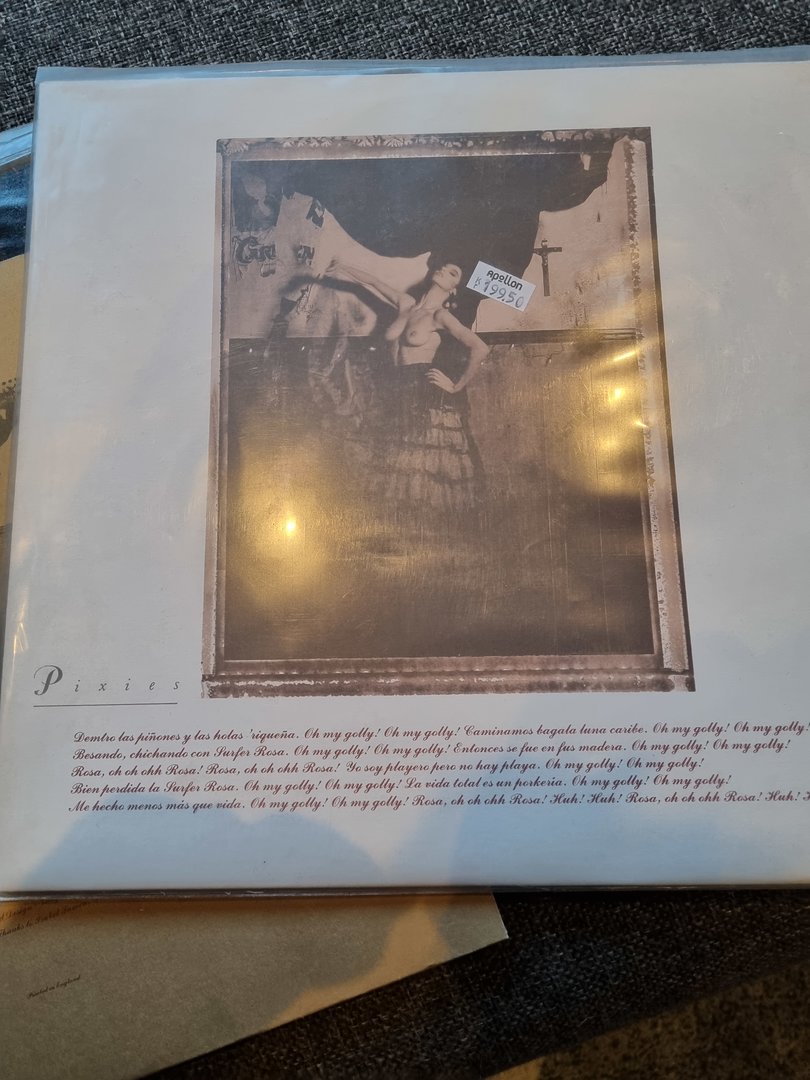 Apollon
Kr 199,50
Pixies
Demtro las piñones y las holas 'riqueña. Oh my golly! Oh my golly! Caminamos bagala luna caribe. Oh my golly! Oh my golly!
Besando, chichando con Surfer Rosa. Oh my golly! Oh my golly! Entonces se fue en fus madera. Oh my golly! Oh my golly!
Rosa, oh oh ohh Rosa! Rosa, oh oh ohh Rosa! Yo soy playero pero no hay playa. Oh my golly! Oh my golly!
Bien perdida la Surfer Rosa. Oh my golly! Oh my golly! La vida total es un porkeria. Oh my golly! Oh my golly!
Me hecho menos más que vida. Oh my golly! Oh my golly! Rosa, oh oh ohh Rosa! Huh! Huh! Rosa, oh oh ohh Rosa! Huh!
Printed in England